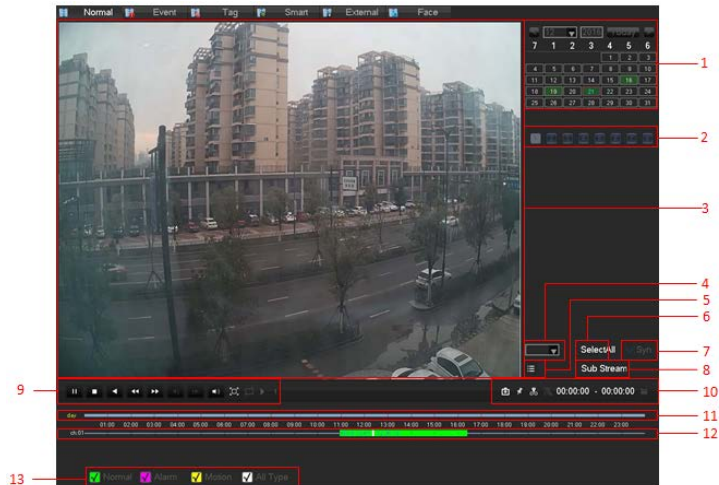 Normal Event Tag Smart External Face
12 2016 Today
7 1 2 3 4 5 6
1 2 3
4 5 6 7 8 9 10
11 12 13 14 15 16 17
18 19 20 21 22 23 24
25 26 27 28 29 30 31
1
2
3
4
5
6
SelectAll Syn
7
Sub Stream
8
9
00:00:00 - 00:00:00
10
day
11
01:00 02:00 03:00 04:00 05:00 06:00 07:00 08:00 09:00 10:00 11:00 12:00 13:00 14:00 15:00 16:00 17:00 18:00 19:00 20:00 21:00 22:00 23:00
ch 01
12
13
Normal Alarm Motion All Type